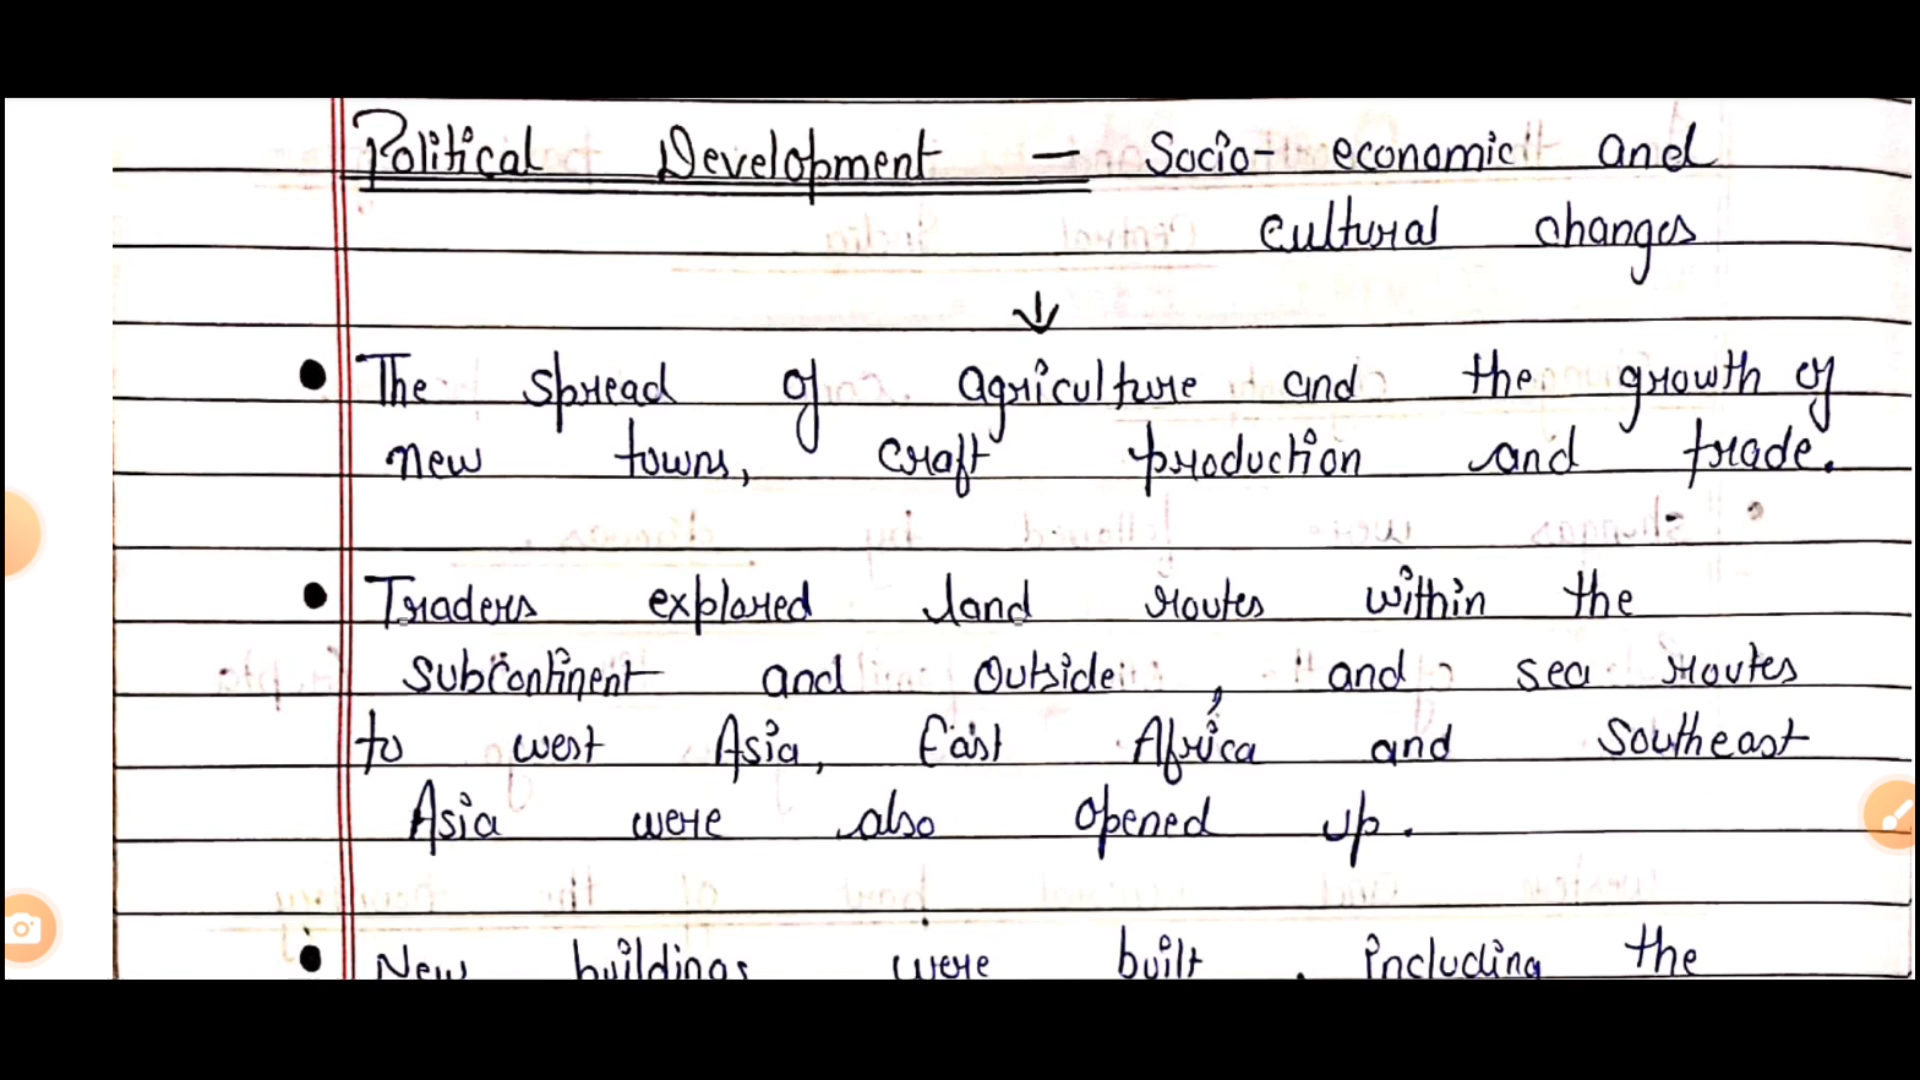 Political Development - Socio-economic and
cultural changes
↓
• The spread of agriculture and the growth of
new towns, craft production and trade.
• Traders explored land routes within the
subcontinent and outside, and sea routes
to west Asia, East Africa and Southeast
Asia were also opened up.
• New buildings were built, including the